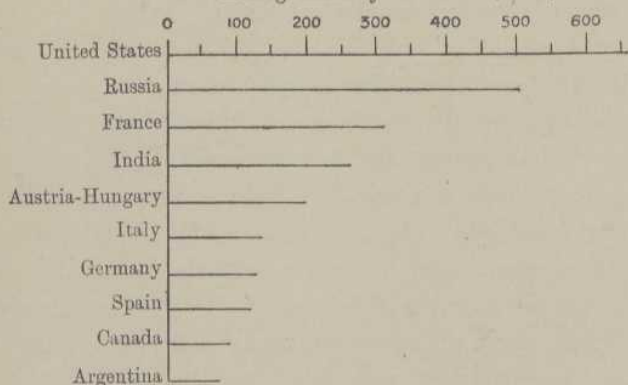 0 100 200 300 400 500 600
United States
Russia
France
India
Austria-Hungary
Italy
Germany
Spain
Canada
Argentina